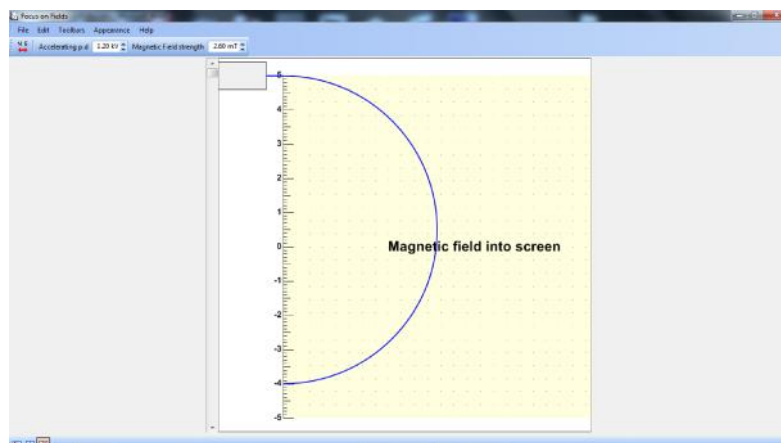 Focus on Fields
File Edit Toolbars Appearance Help
N S Accelerating p.d 1.20 kV Magnetic Field strength 2.60 mT
5
4
3
2
1
0 Magnetic field into screen
-1
-2
-3
-4
-5